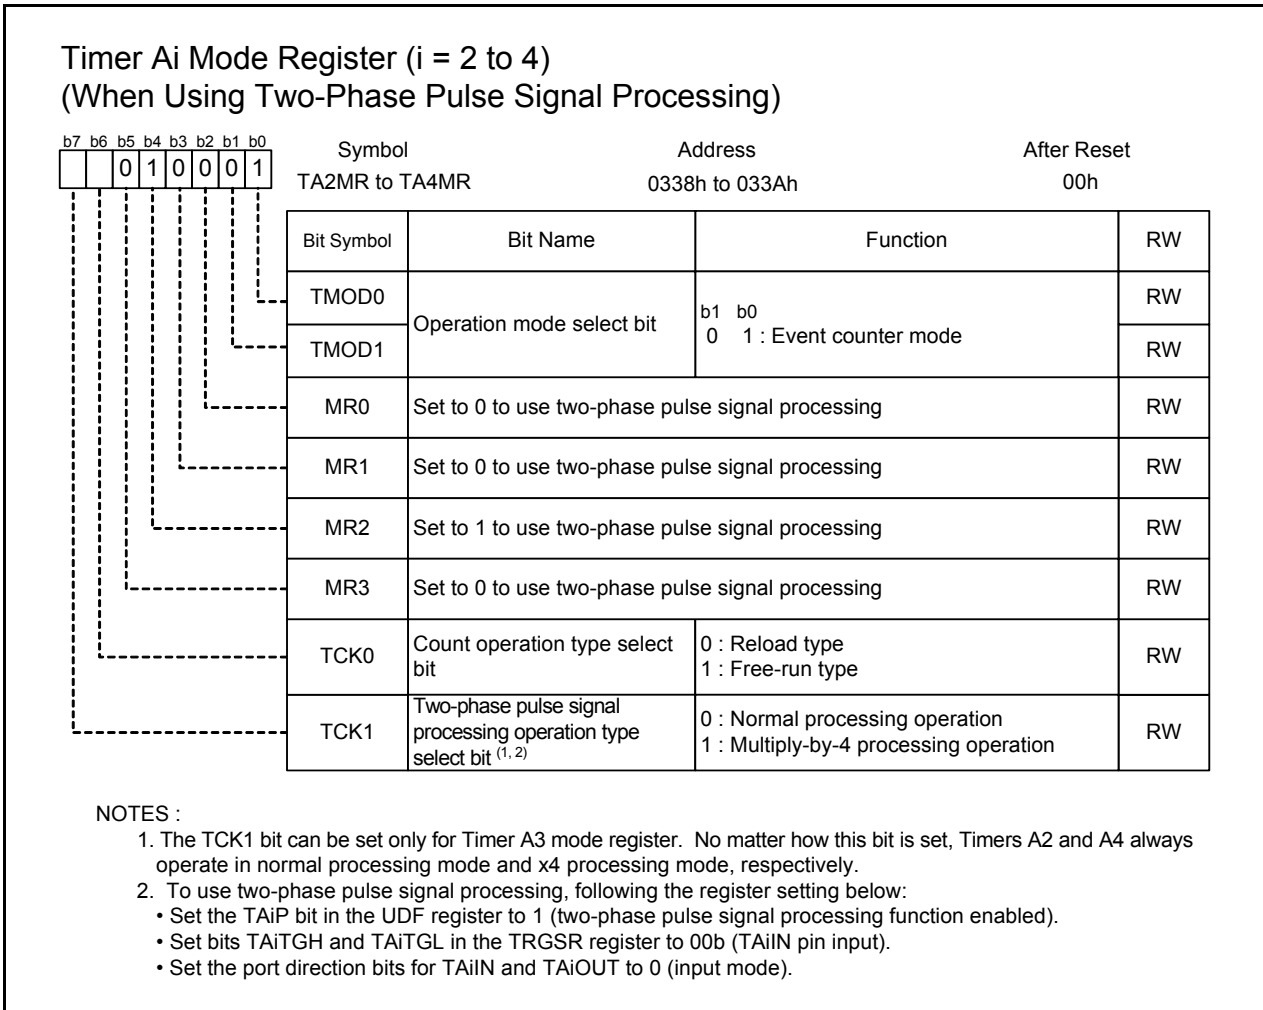 Timer Ai Mode Register (i = 2 to 4)
(When Using Two-Phase Pulse Signal Processing)
b7 b6 b5 b4 b3 b2 b1 b0
0 1 0 0 0 1
Symbol Address After Reset
TA2MR to TA4MR 0338h to 033Ah 00h
Bit Symbol Bit Name Function RW
TMOD0 Operation mode select bit b1 b0 RW
TMOD1 0 1 : Event counter mode RW
MR0 Set to 0 to use two-phase pulse signal processing RW
MR1 Set to 0 to use two-phase pulse signal processing RW
MR2 Set to 1 to use two-phase pulse signal processing RW
MR3 Set to 0 to use two-phase pulse signal processing RW
TCK0 Count operation type select bit 0 : Reload type RW
1 : Free-run type
TCK1 Two-phase pulse signal processing operation type select bit (1, 2) 0 : Normal processing operation RW
1 : Multiply-by-4 processing operation
NOTES :
1. The TCK1 bit can be set only for Timer A3 mode register. No matter how this bit is set, Timers A2 and A4 always
operate in normal processing mode and x4 processing mode, respectively.
2. To use two-phase pulse signal processing, following the register setting below:
• Set the TAiP bit in the UDF register to 1 (two-phase pulse signal processing function enabled).
• Set bits TAiTGH and TAiTGL in the TRGSR register to 00b (TAiIN pin input).
• Set the port direction bits for TAiIN and TAiOUT to 0 (input mode).